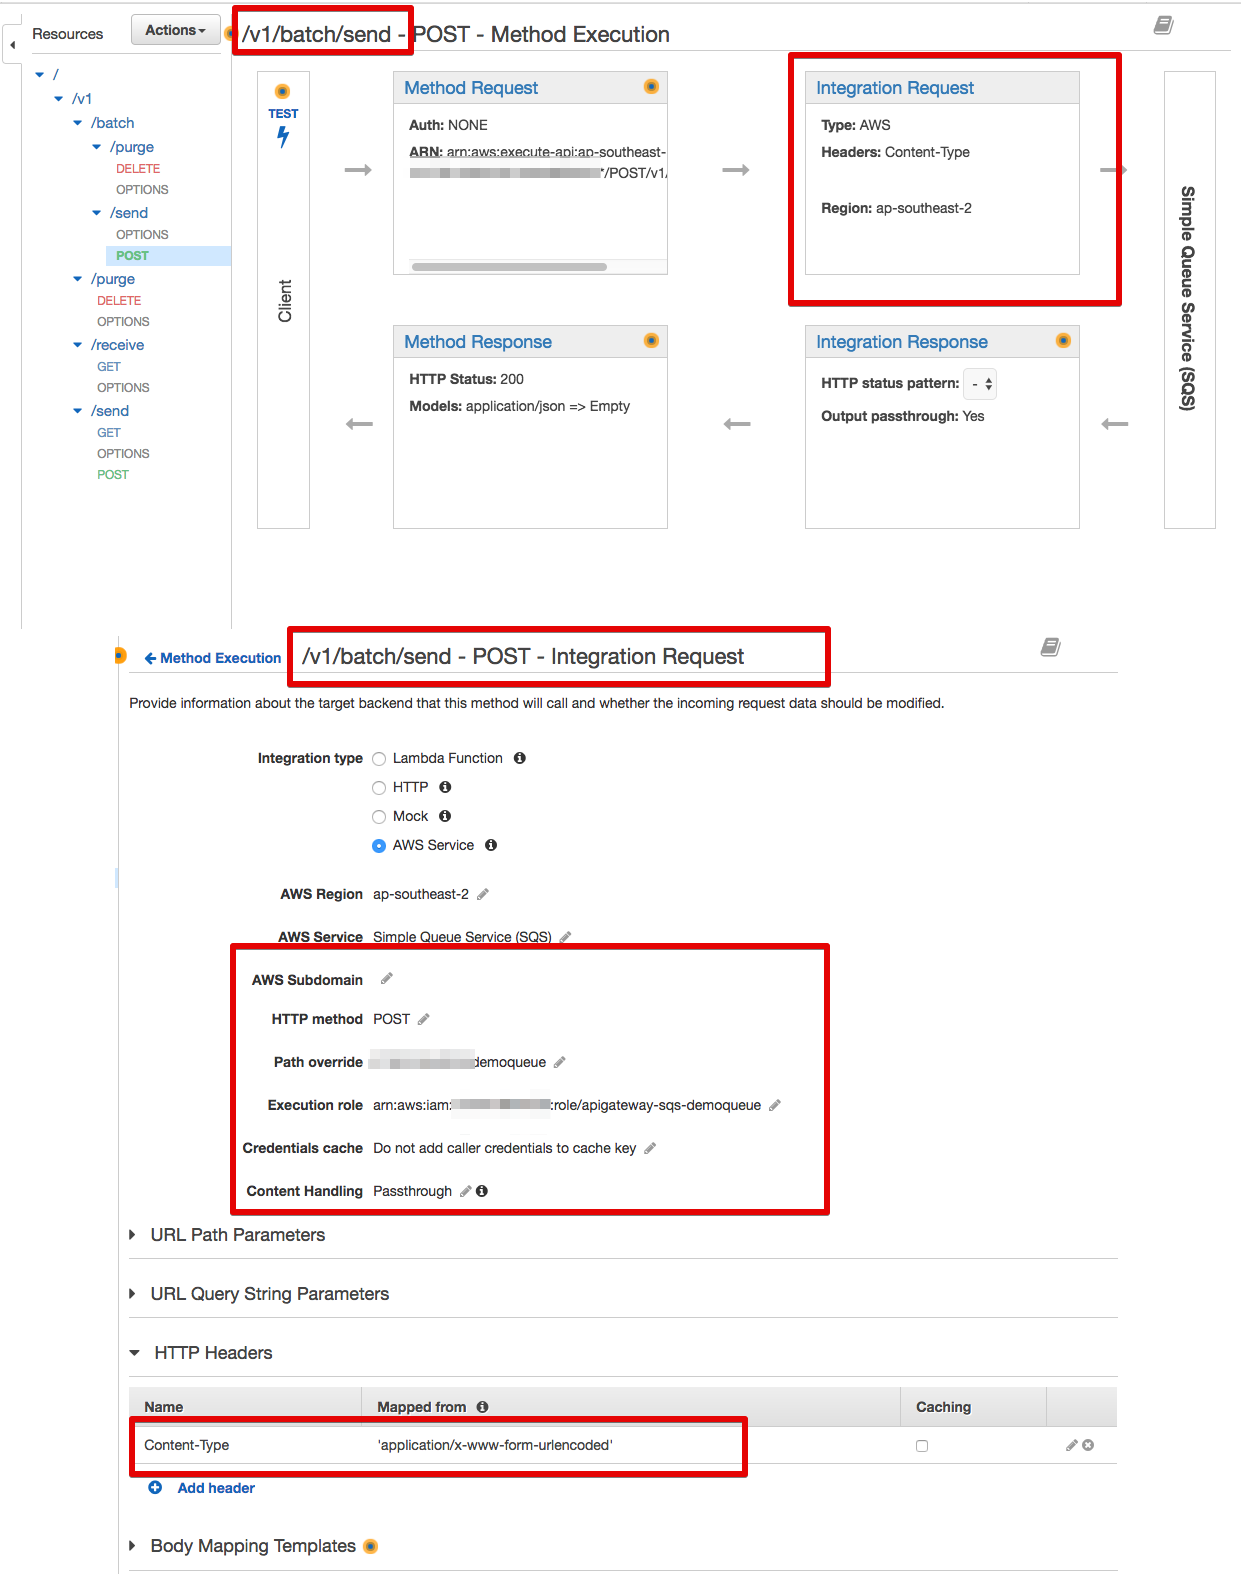 Resources
Actions
/v1/batch/send - POST - Method Execution
/
/v1
/batch
/purge
DELETE
OPTIONS
/send
OPTIONS
POST
/purge
DELETE
OPTIONS
/receive
GET
OPTIONS
/send
GET
OPTIONS
POST
TEST
Client
Method Request
Auth: NONE
ARN: arn:aws:execute-api:ap-southeast-
*/POST/v1/
Integration Request
Type: AWS
Headers: Content-Type
Region: ap-southeast-2
Simple Queue Service (SQS)
Method Response
HTTP Status: 200
Models: application/json => Empty
Integration Response
HTTP status pattern: -
Output passthrough: Yes
Method Execution
/v1/batch/send - POST - Integration Request
Provide information about the target backend that this method will call and whether the incoming request data should be modified.
Integration type
Lambda Function
HTTP
Mock
AWS Service
AWS Region ap-southeast-2
AWS Service Simple Queue Service (SQS)
AWS Subdomain
HTTP method POST
Path override demoqueue
Execution role arn:aws:iam: :role/apigateway-sqs-demoqueue
Credentials cache Do not add caller credentials to cache key
Content Handling Passthrough
URL Path Parameters
URL Query String Parameters
HTTP Headers
Name Mapped from Caching
Content-Type 'application/x-www-form-urlencoded'
Add header
Body Mapping Templates